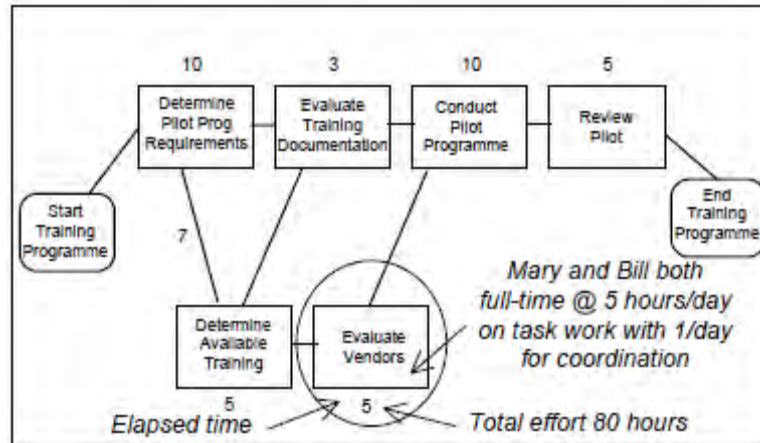 10
3
10
5
Determine
Pilot Prog
Requirements
Evaluate
Training
Documentation
Conduct
Pilot
Programme
Review
Pilot
Start
Training
Programme
End
Training
Programme
7
Mary and Bill both
full-time @ 5 hours/day
on task work with 1/day
for coordination
Determine
Available
Training
Evaluate
Vendors
5
5
Elapsed time
Total effort 80 hours